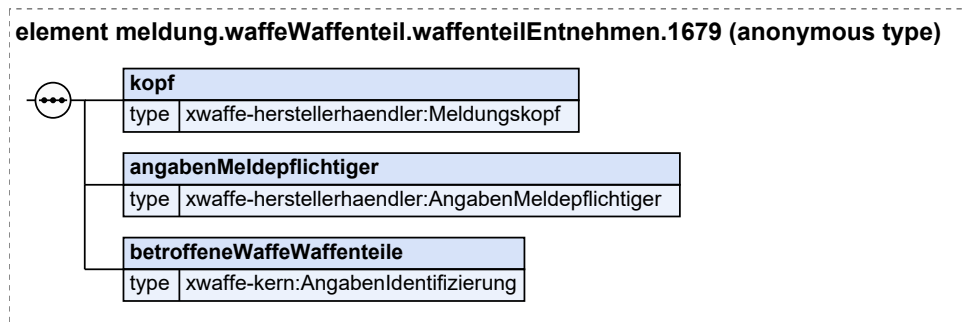 element meldung.waffeWaffenteil.waffenteilEntnehmen.1679 (anonymous type)
kopf
type xwaffe-herstellerhaendler:Meldungskopf
angabenMeldepflichtiger
type xwaffe-herstellerhaendler:AngabenMeldepflichtiger
betroffeneWaffeWaffenteile
type xwaffe-kern:AngabenIdentifizierung